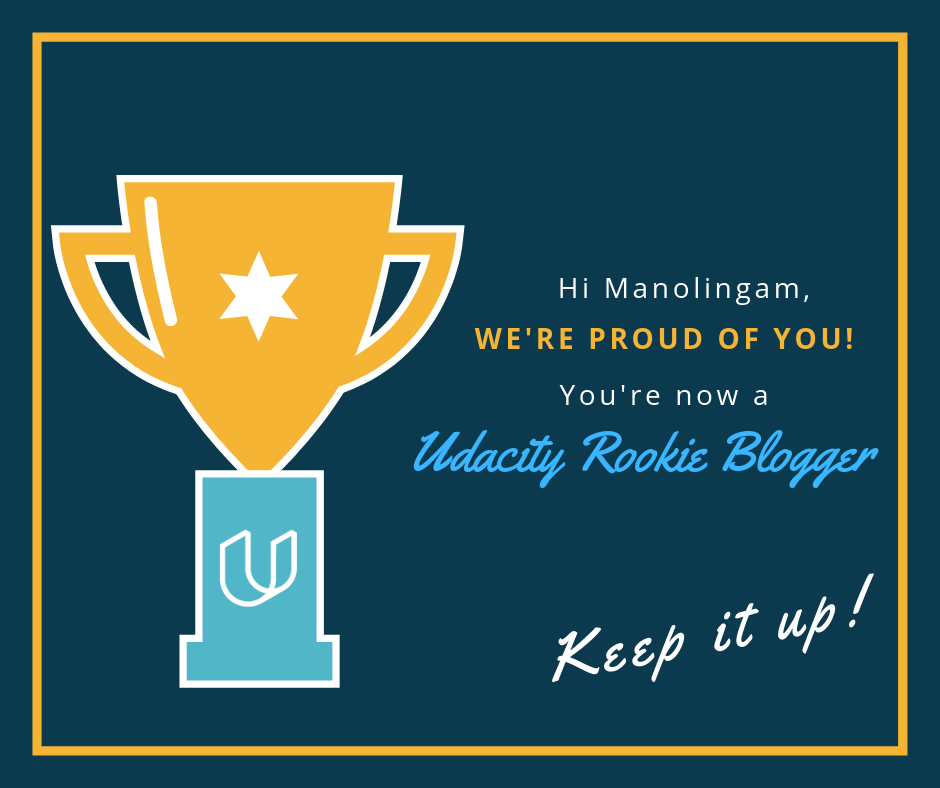 Hi Manolingam,
WE'RE PROUD OF YOU!
You're now a
Udacity Rookie Blogger
Keep it up!